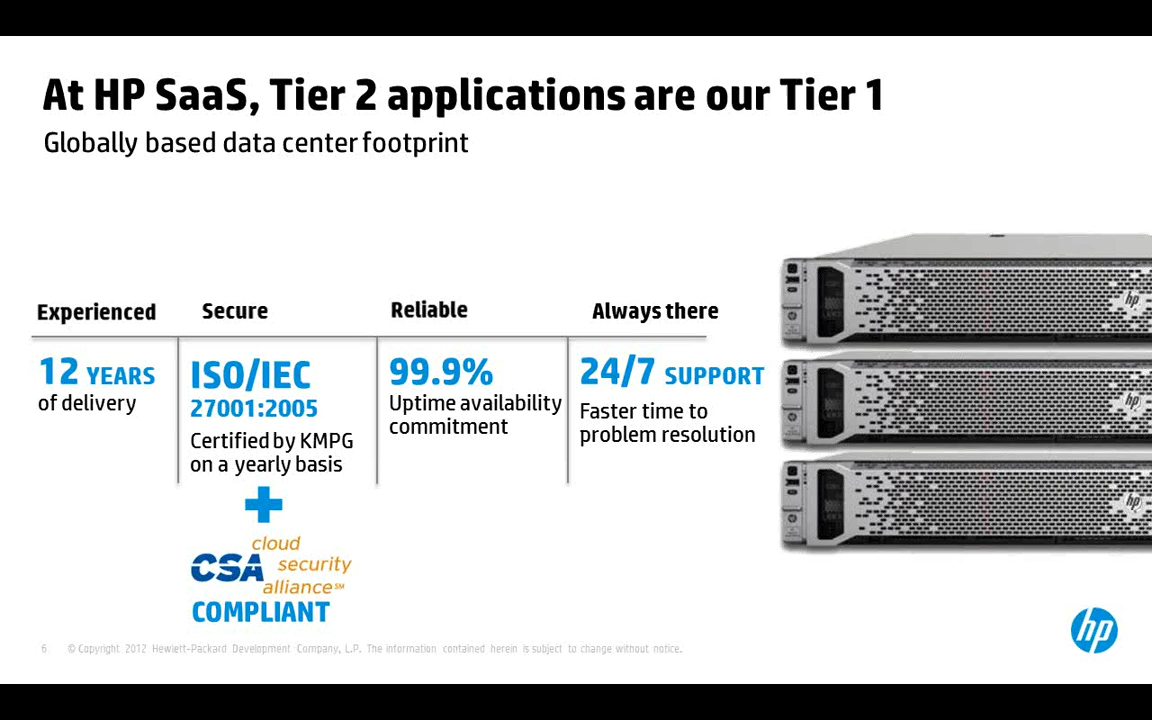 At HP SaaS, Tier 2 applications are our Tier 1
Globally based data center footprint
Experienced
12 YEARS
of delivery
Secure
ISO/IEC
27001:2005
Certified by KMPG
on a yearly basis
cloud
CSA security
alliance℠
COMPLIANT
Reliable
99.9%
Uptime availability
commitment
Always there
24/7 SUPPORT
Faster time to
problem resolution
hp
hp
hp
hp
6 © Copyright 2012 Hewlett-Packard Development Company, L.P. The information contained herein is subject to change without notice.